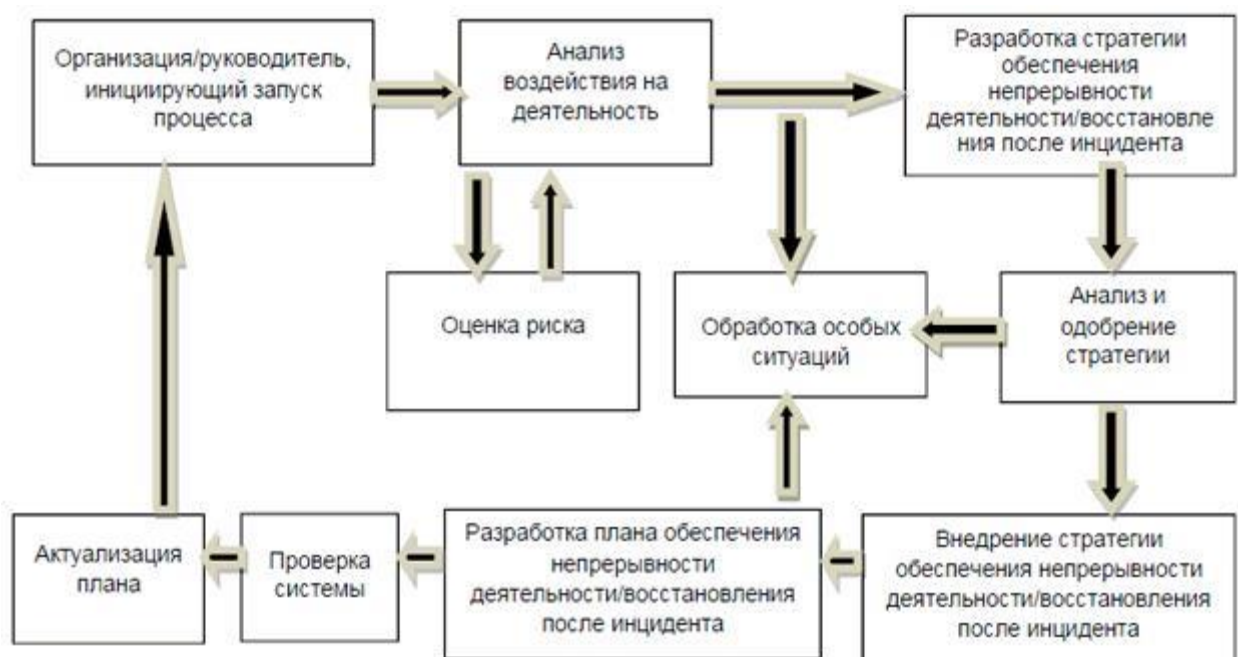 Организация/руководитель,
инициирующий запуск
процесса
Анализ
воздействия на
деятельность
Разработка стратегии
обеспечения
непрерывности
деятельности/восстановле
ния после инцидента
Оценка риска
Обработка особых
ситуаций
Анализ и
одобрение
стратегии
Актуализация
плана
Проверка
системы
Разработка плана обеспечения
непрерывности
деятельности/восстановления
после инцидента
Внедрение стратегии
обеспечения непрерывности
деятельности/восстановления
после инцидента